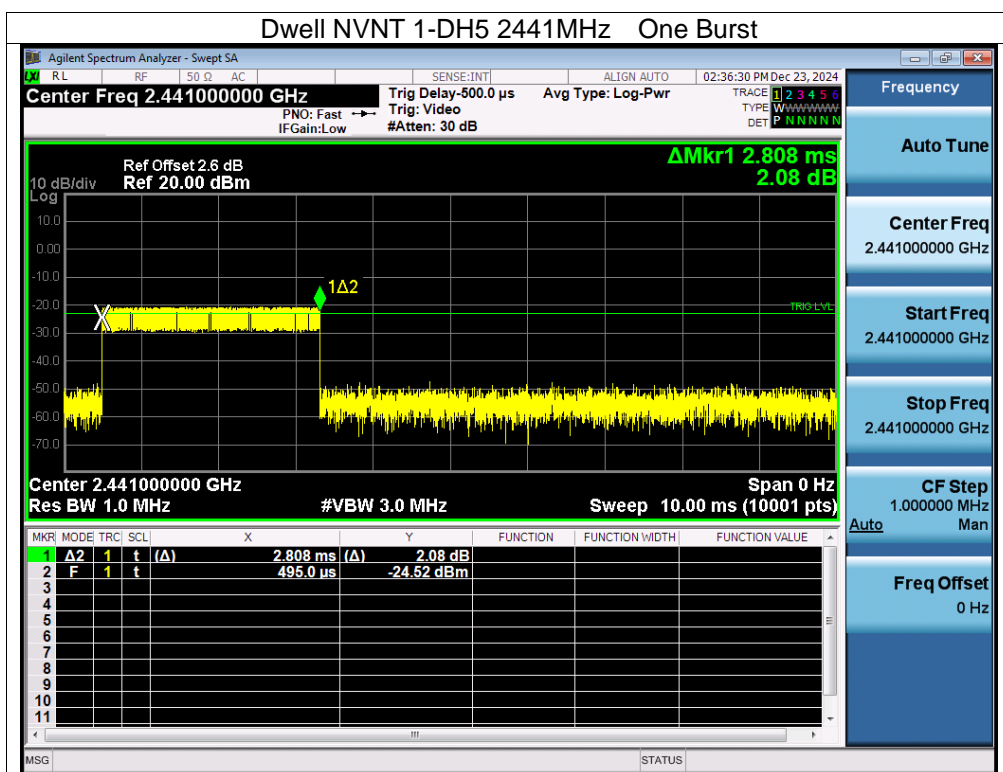 Dwell NVNT 1-DH5 2441MHz One Burst
Agilent Spectrum Analyzer - Swept SA
LXI RL RF 50 Ω AC SENSE:INT ALIGN AUTO 02:36:30 PM Dec 23, 2024
Center Freq 2.441000000 GHz Trig Delay-500.0 µs Avg Type: Log-Pwr TRACE 1 2 3 4 5 6
PNO: Fast Trig: Video TYPE WWWWWW
IFGain:Low #Atten: 30 dB DET P N N N N N
Frequency
ΔMkr1 2.808 ms
2.08 dB
Ref Offset 2.6 dB
10 dB/div Ref 20.00 dBm
Log
10.0
0.00
-10.0
-20.0
-30.0
-40.0
-50.0
-60.0
-70.0
1Δ2
TRIG LVL
Center 2.441000000 GHz Span 0 Hz
Res BW 1.0 MHz #VBW 3.0 MHz Sweep 10.00 ms (10001 pts)
MKR MODE TRC SCL X Y FUNCTION FUNCTION WIDTH FUNCTION VALUE
1 Δ2 1 t (Δ) 2.808 ms (Δ) 2.08 dB
2 F 1 t 495.0 µs -24.52 dBm
3
4
5
6
7
8
9
10
11
Auto Tune
Center Freq
2.441000000 GHz
Start Freq
2.441000000 GHz
Stop Freq
2.441000000 GHz
CF Step
1.000000 MHz
Auto Man
Freq Offset
0 Hz
MSG STATUS